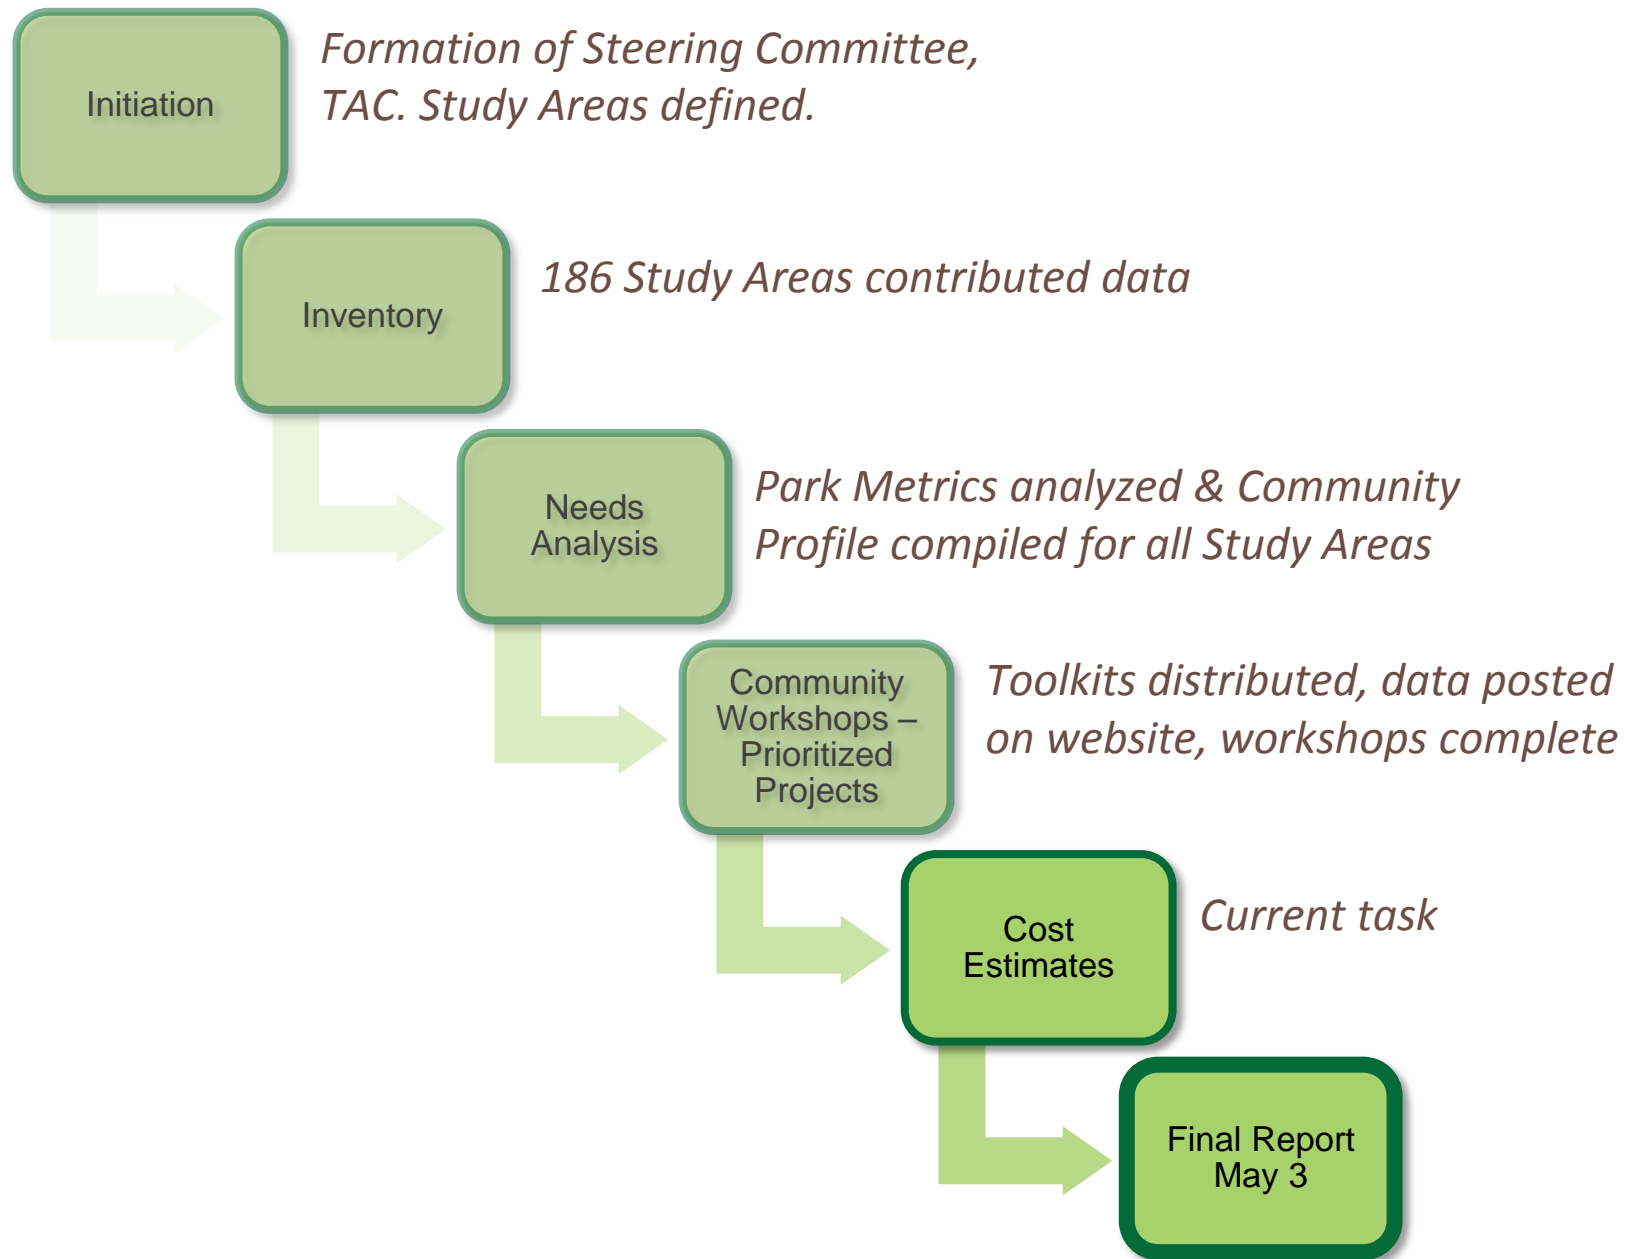 Initiation
Formation of Steering Committee,
TAC. Study Areas defined.
Inventory
186 Study Areas contributed data
Needs
Analysis
Park Metrics analyzed & Community
Profile compiled for all Study Areas
Community
Workshops –
Prioritized
Projects
Toolkits distributed, data posted
on website, workshops complete
Cost
Estimates
Current task
Final Report
May 3